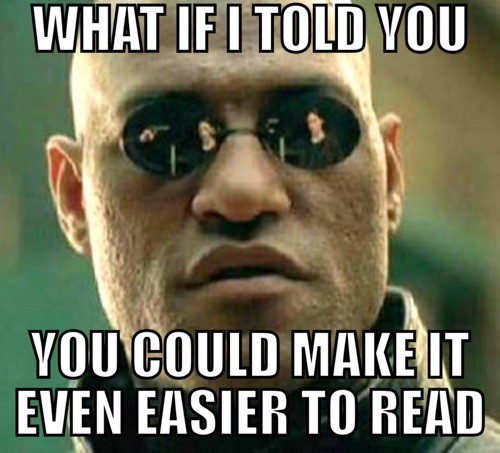 WHAT IF I TOLD YOU
YOU COULD MAKE IT
EVEN EASIER TO READ